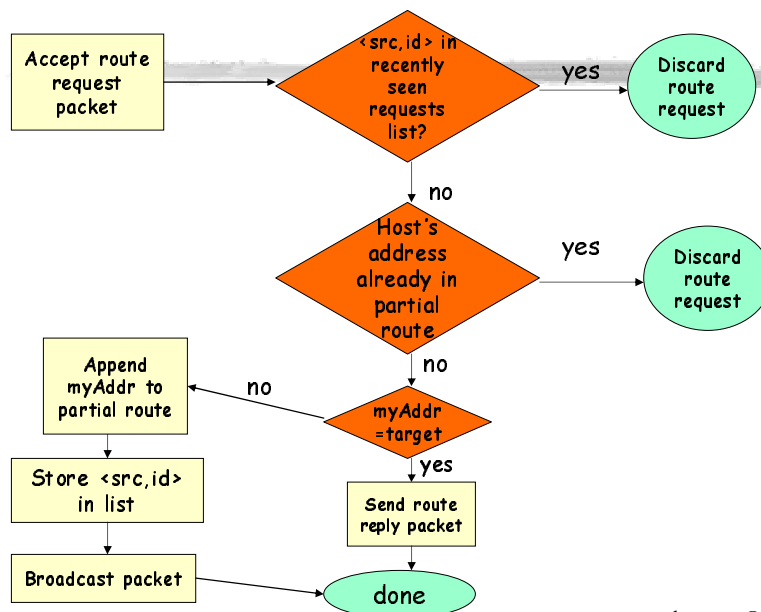 Accept route
request
packet
<src,id> in
recently
seen
requests
list?
yes
Discard
route
request
no
Host's
address
already in
partial
route
yes
Discard
route
request
no
Append
myAddr to
partial route
no
myAddr
=target
yes
Store <src,id>
in list
Send route
reply packet
Broadcast packet
done